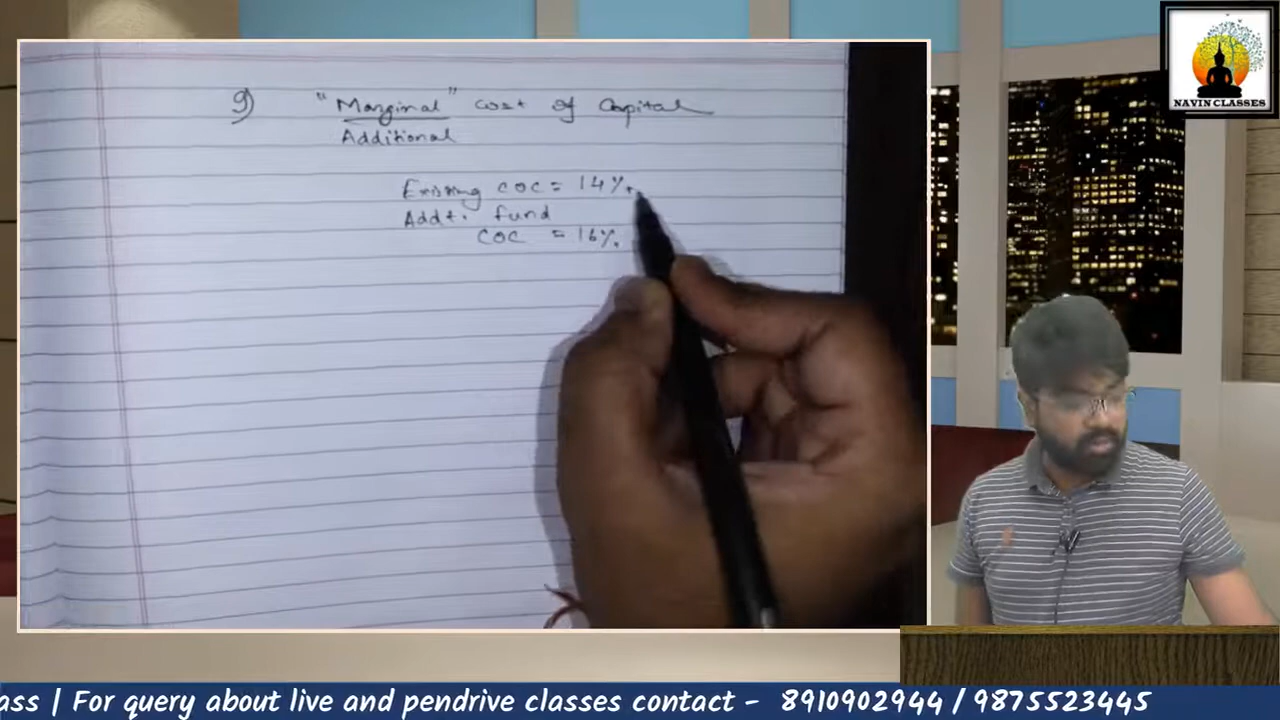 9) "Marginal" cost of Capital
Additional
Existing COC = 14%.
Addt. fund
COC = 16%.
NAVIN CLASSES
ass | For query about live and pendrive classes contact - 8910902944 / 9875523445